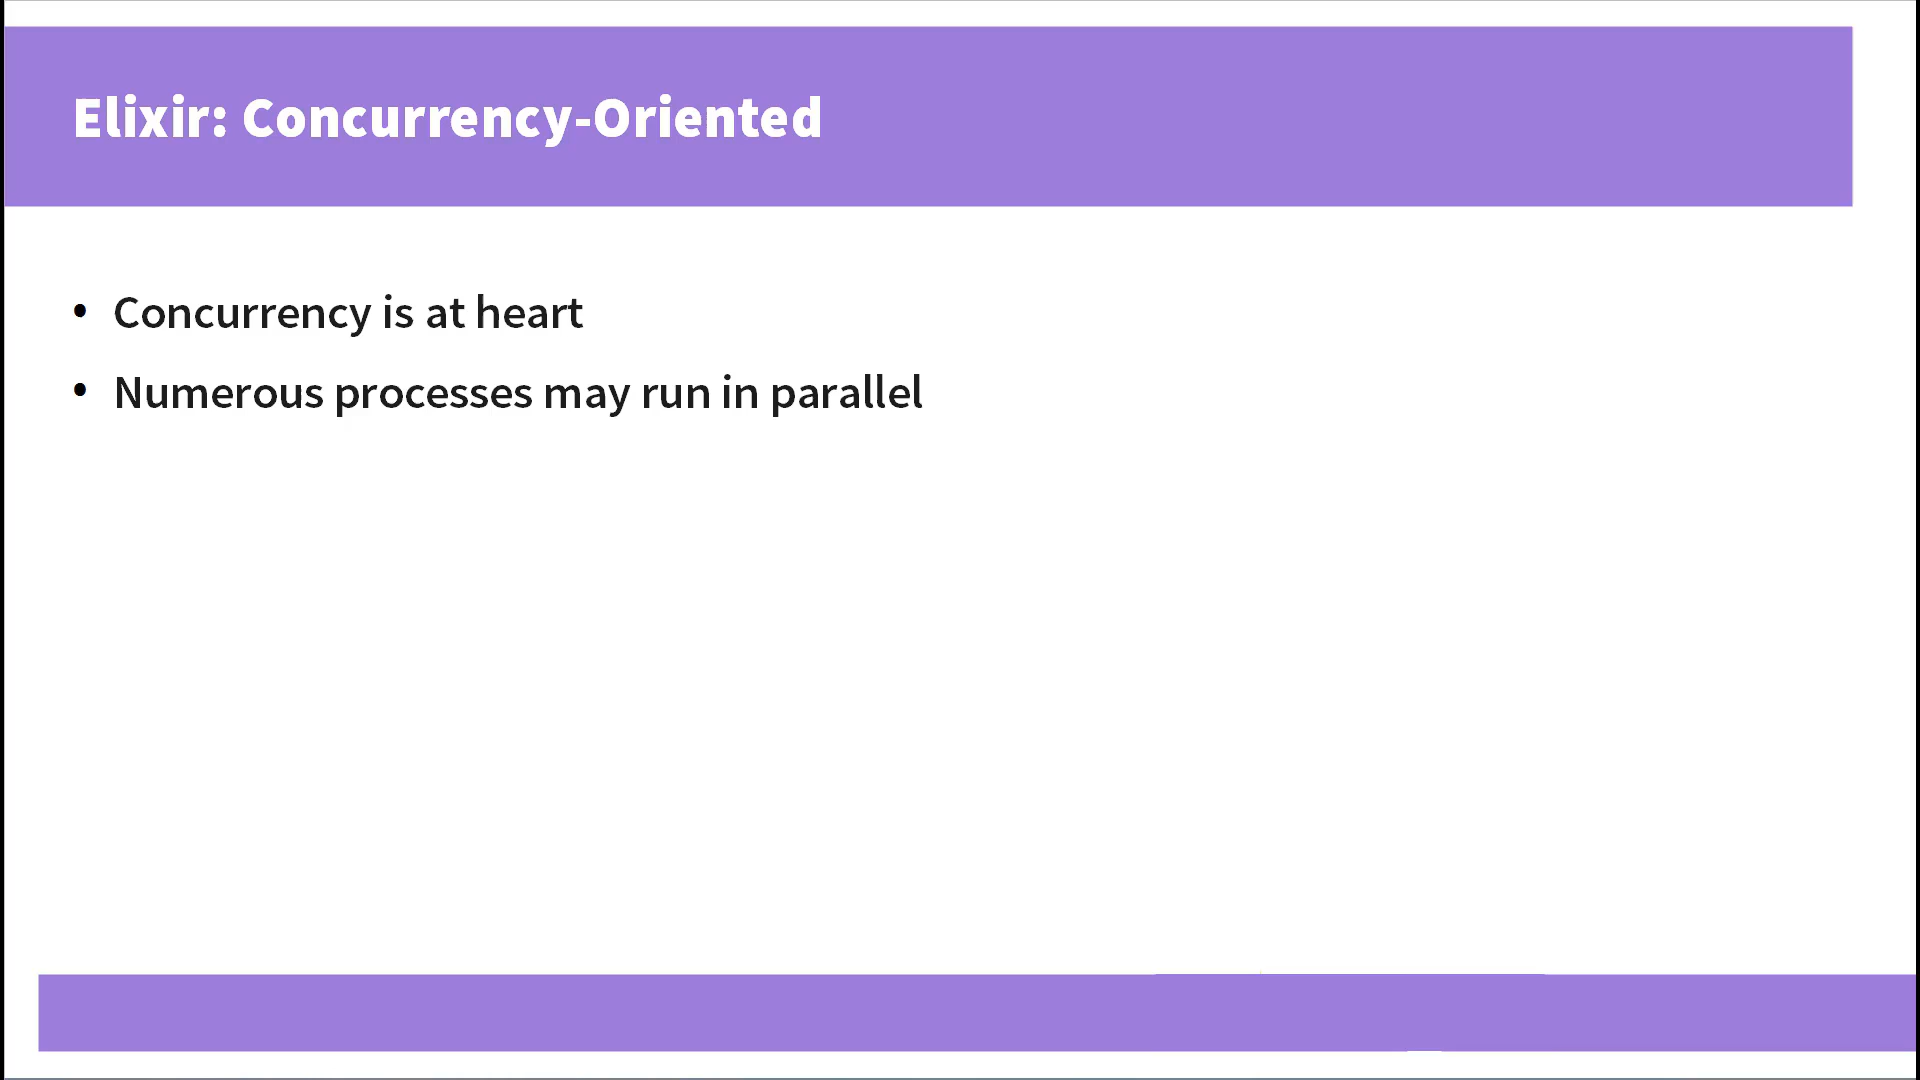 Elixir: Concurrency-Oriented
• Concurrency is at heart
• Numerous processes may run in parallel